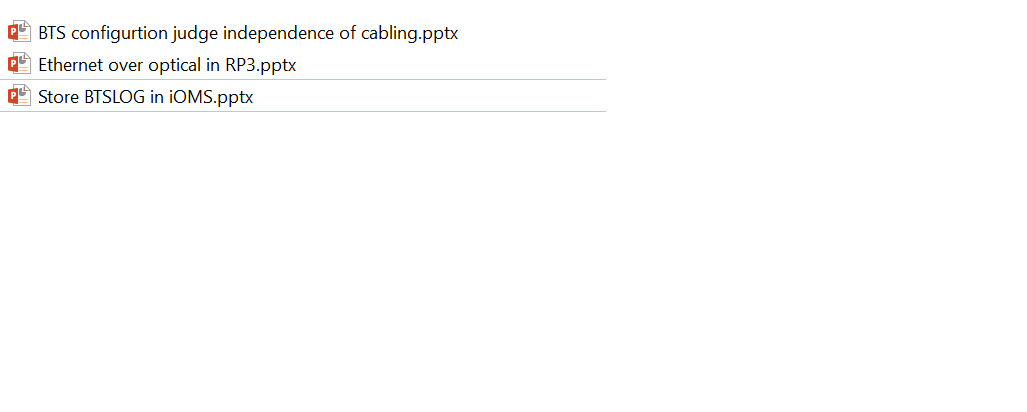 BTS configurtion judge independence of cabling.pptx
Ethernet over optical in RP3.pptx
Store BTSLOG in iOMS.pptx